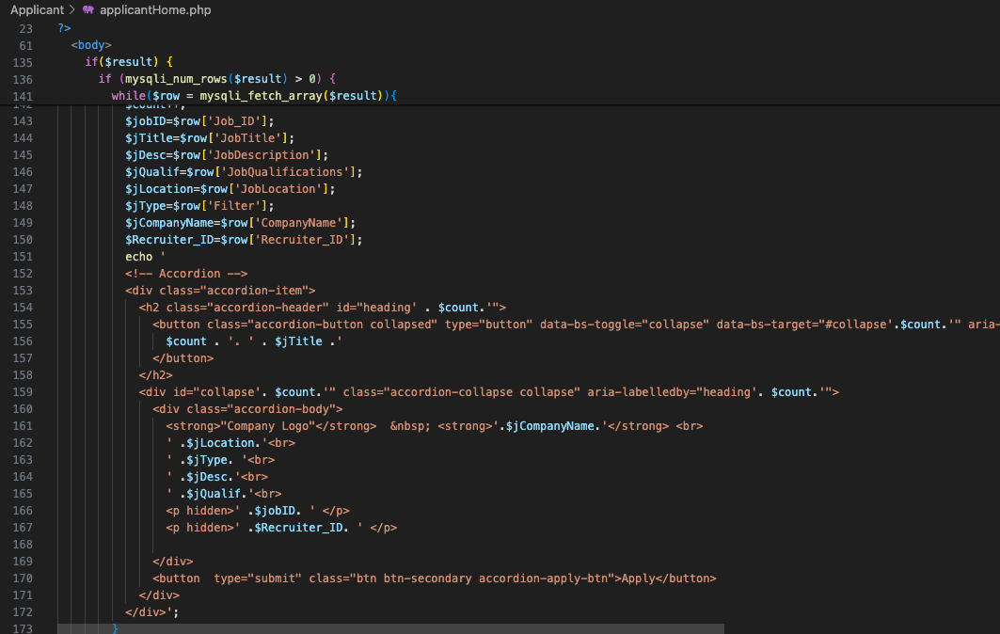 Applicant > applicantHome.php
23 ?>
61 <body>
135 if($result) {
136 if (mysqli_num_rows($result) > 0) {
141 while($row = mysqli_fetch_array($result)){
142 $count++;
143 $jobID=$row['Job_ID'];
144 $jTitle=$row['JobTitle'];
145 $jDesc=$row['JobDescription'];
146 $jQualif=$row['JobQualifications'];
147 $jLocation=$row['JobLocation'];
148 $jType=$row['Filter'];
149 $jCompanyName=$row['CompanyName'];
150 $Recruiter_ID=$row['Recruiter_ID'];
151 echo '
152 <!-- Accordion -->
153 <div class="accordion-item">
154 <h2 class="accordion-header" id="heading' . $count.'">
155 <button class="accordion-button collapsed" type="button" data-bs-toggle="collapse" data-bs-target="#collapse'.$count.'" aria-
156 $count . '. ' . $jTitle .'
157 </button>
158 </h2>
159 <div id="collapse'. $count.'" class="accordion-collapse collapse" aria-labelledby="heading'. $count.'">
160 <div class="accordion-body">
161 <strong>"Company Logo"</strong>  &nbsp; <strong>'.$jCompanyName.'</strong> <br>
162 ' .$jLocation.'<br>
163 ' .$jType. '<br>
164 ' .$jDesc.'<br>
165 ' .$jQualif.'<br>
166 <p hidden>' .$jobID. ' </p>
167 <p hidden>' .$Recruiter_ID. ' </p>
168
169 </div>
170 <button  type="submit" class="btn btn-secondary accordion-apply-btn">Apply</button>
171 </div>
172 </div>';
173 }